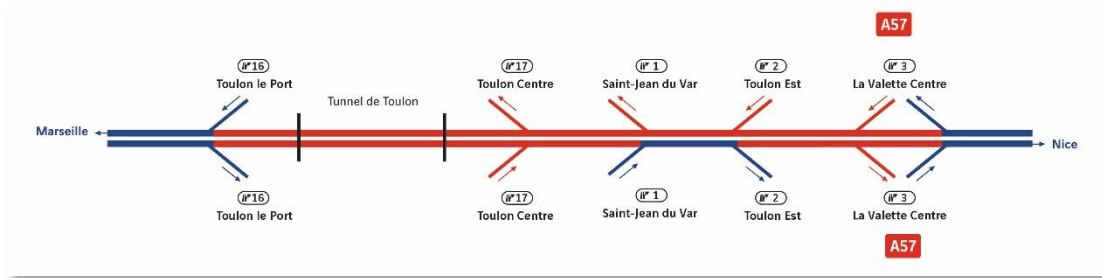 A57
16
Toulon le Port
17
Toulon Centre
1
Saint-Jean du Var
2
Toulon Est
3
La Valette Centre
Tunnel de Toulon
Marseille
Nice
16
Toulon le Port
17
Toulon Centre
1
Saint-Jean du Var
2
Toulon Est
3
La Valette Centre
A57